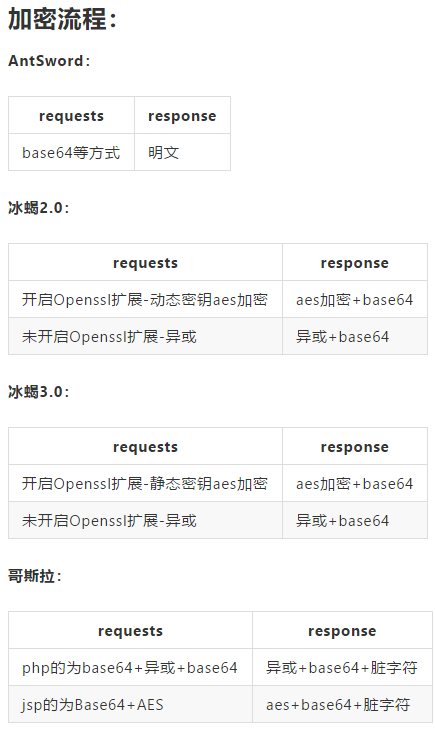 加密流程：
AntSword：
requests response
base64等方式 明文
冰蝎2.0：
requests response
开启Openssl扩展-动态密钥aes加密 aes加密+base64
未开启Openssl扩展-异或 异或+base64
冰蝎3.0：
requests response
开启Openssl扩展-静态密钥aes加密 aes加密+base64
未开启Openssl扩展-异或 异或+base64
哥斯拉：
requests response
php的为base64+异或+base64 异或+base64+脏字符
jsp的为Base64+AES aes+base64+脏字符